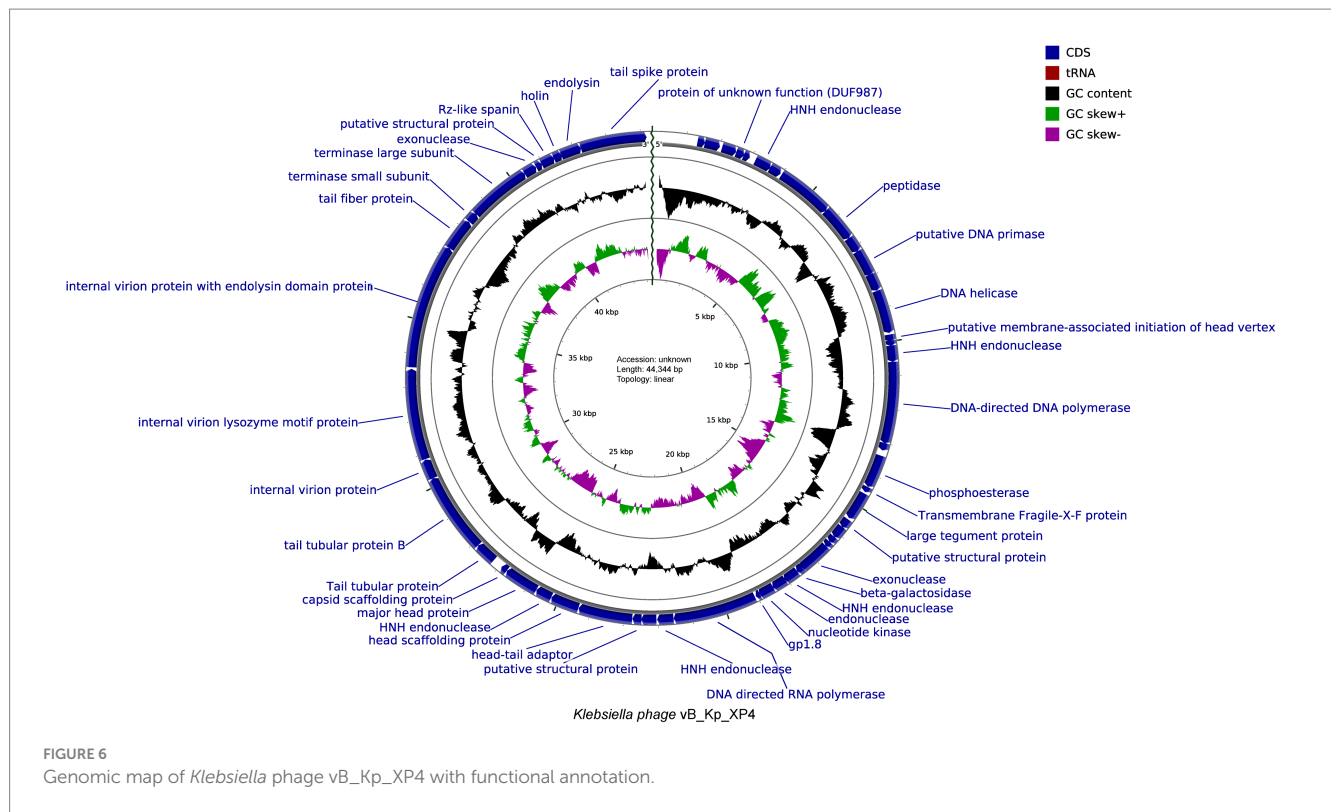 CDS
tRNA
GC content
GC skew+
GC skew-
tail spike protein
endolysin
holin
Rz-like spanin
putative structural protein
exonuclease
terminase large subunit
terminase small subunit
tail fiber protein
internal virion protein with endolysin domain protein
internal virion lysozyme motif protein
internal virion protein
tail tubular protein B
Tail tubular protein
capsid scaffolding protein
major head protein
HNH endonuclease
head scaffolding protein
head-tail adaptor
putative structural protein
protein of unknown function (DUF987)
HNH endonuclease
peptidase
putative DNA primase
DNA helicase
putative membrane-associated initiation of head vertex
HNH endonuclease
DNA-directed DNA polymerase
phosphoesterase
Transmembrane Fragile-X-F protein
large tegument protein
putative structural protein
exonuclease
beta-galactosidase
HNH endonuclease
endonuclease
nucleotide kinase
gp1.8
HNH endonuclease
DNA directed RNA polymerase
3' 5'
5 kbp
10 kbp
15 kbp
20 kbp
25 kbp
30 kbp
35 kbp
40 kbp
Accession: unknown
Length: 44,344 bp
Topology: linear
Klebsiella phage vB_Kp_XP4
FIGURE 6
Genomic map of Klebsiella phage vB_Kp_XP4 with functional annotation.